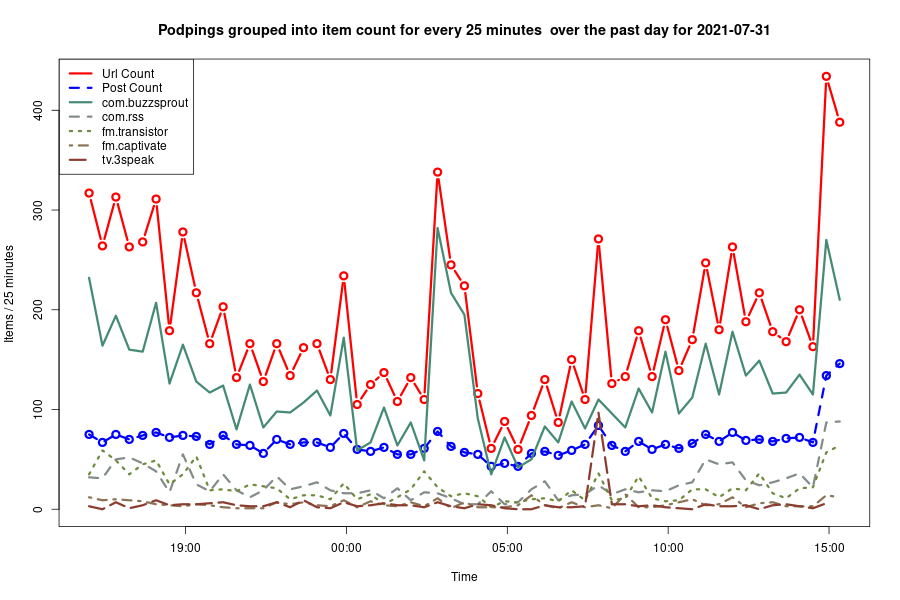 Podpings grouped into item count for every 25 minutes  over the past day for 2021-07-31
Url Count
Post Count
com.buzzsprout
com.rss
fm.transistor
fm.captivate
tv.3speak
Items / 25 minutes
400
300
200
100
0
19:00
00:00
05:00
10:00
15:00
Time